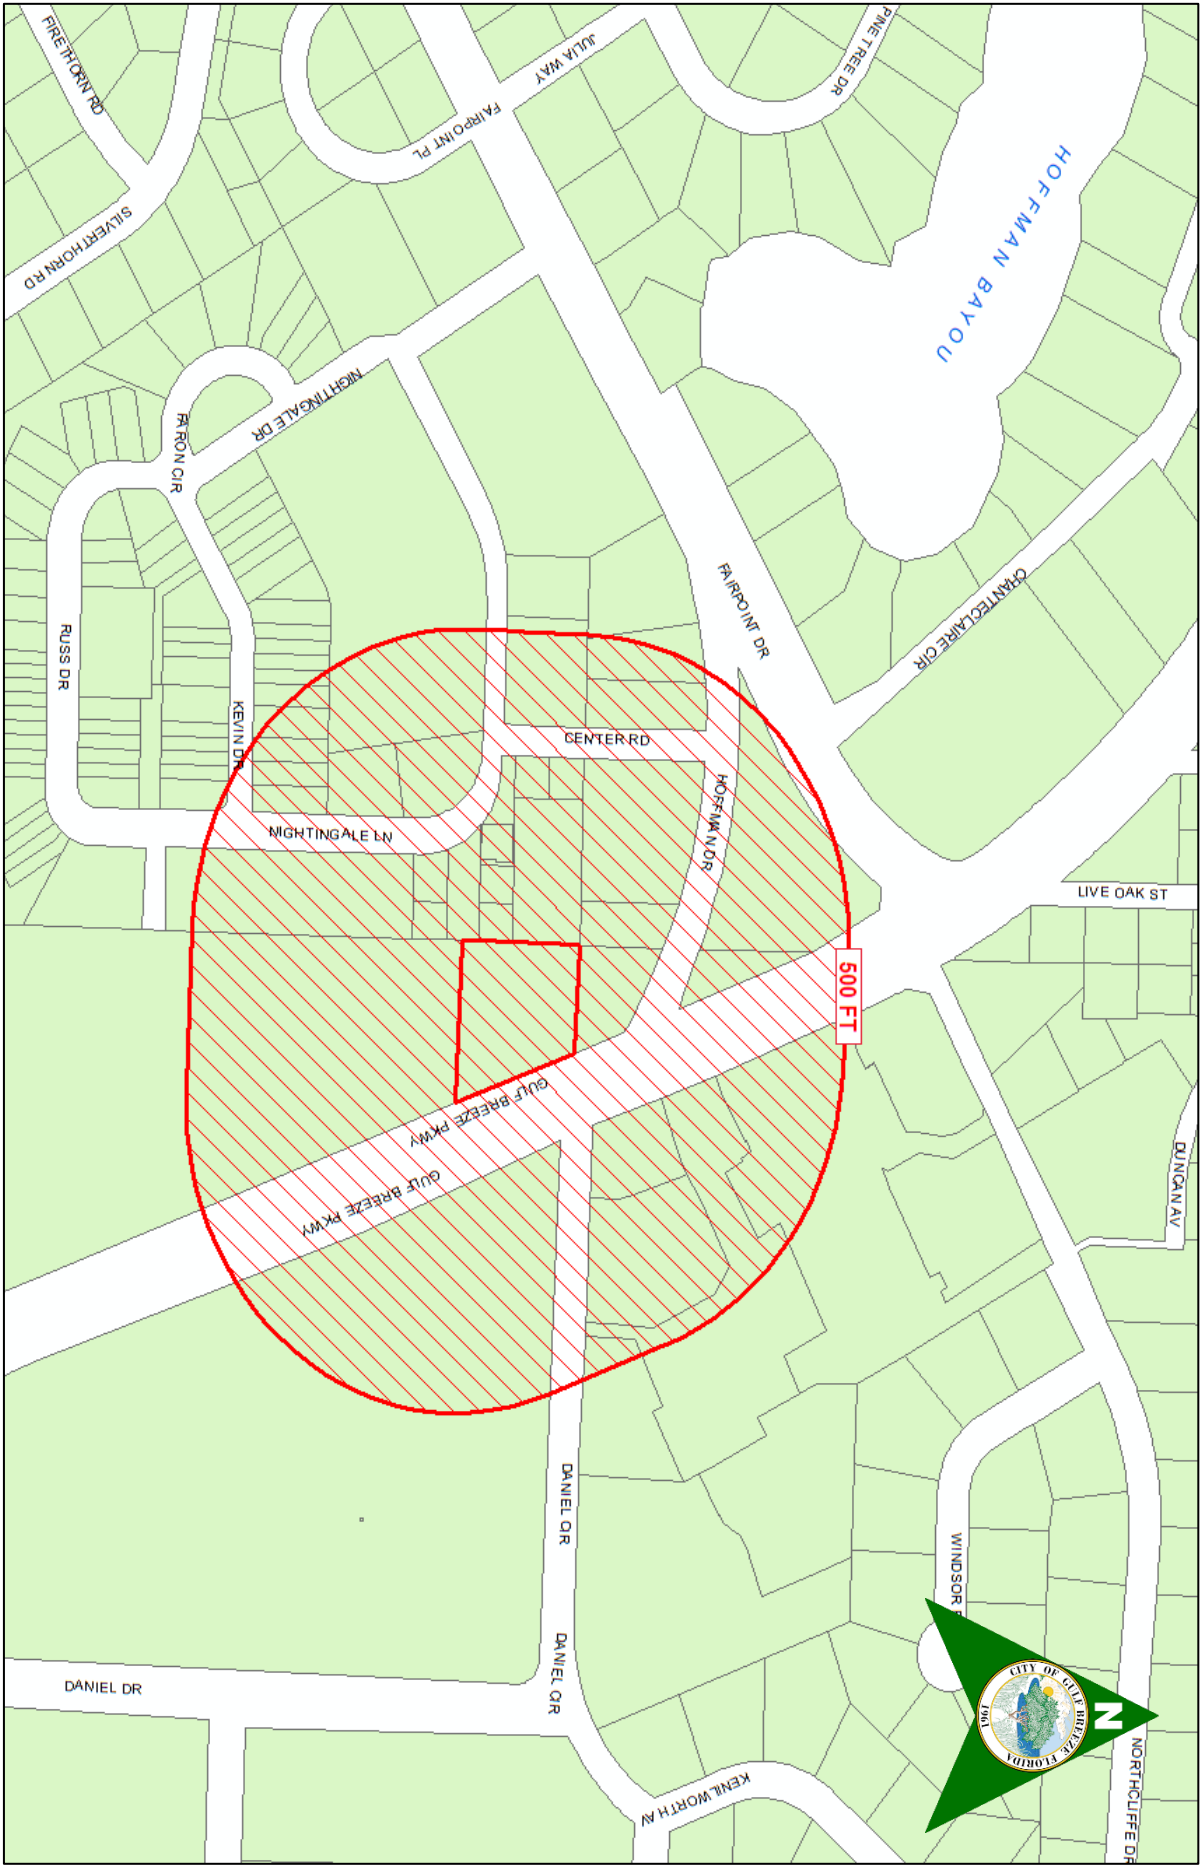 FIRETHORN RD
JULIA WAY
PINE TREE DR
FAIRPOINT PL
HOFFMAN BAYOU
SILVERTHORN RD
NIGHTINGALE DR
FARON CIR
FAIRPOINT DR
CHANTECLAIRE CIR
RUSS DR
KEVIN DR
CENTER RD
HOFFMAN DR
NIGHTINGALE LN
LIVE OAK ST
500 FT
GULF BREEZE PKWY
GULF BREEZE PKWY
DUNCAN AV
DANIEL CIR
WINDSOR
DANIEL CIR
DANIEL DR
CITY OF GULF BREEZE, FLORIDA
1961
N
NORTHCLIFFE DR
KENILWORTH AV